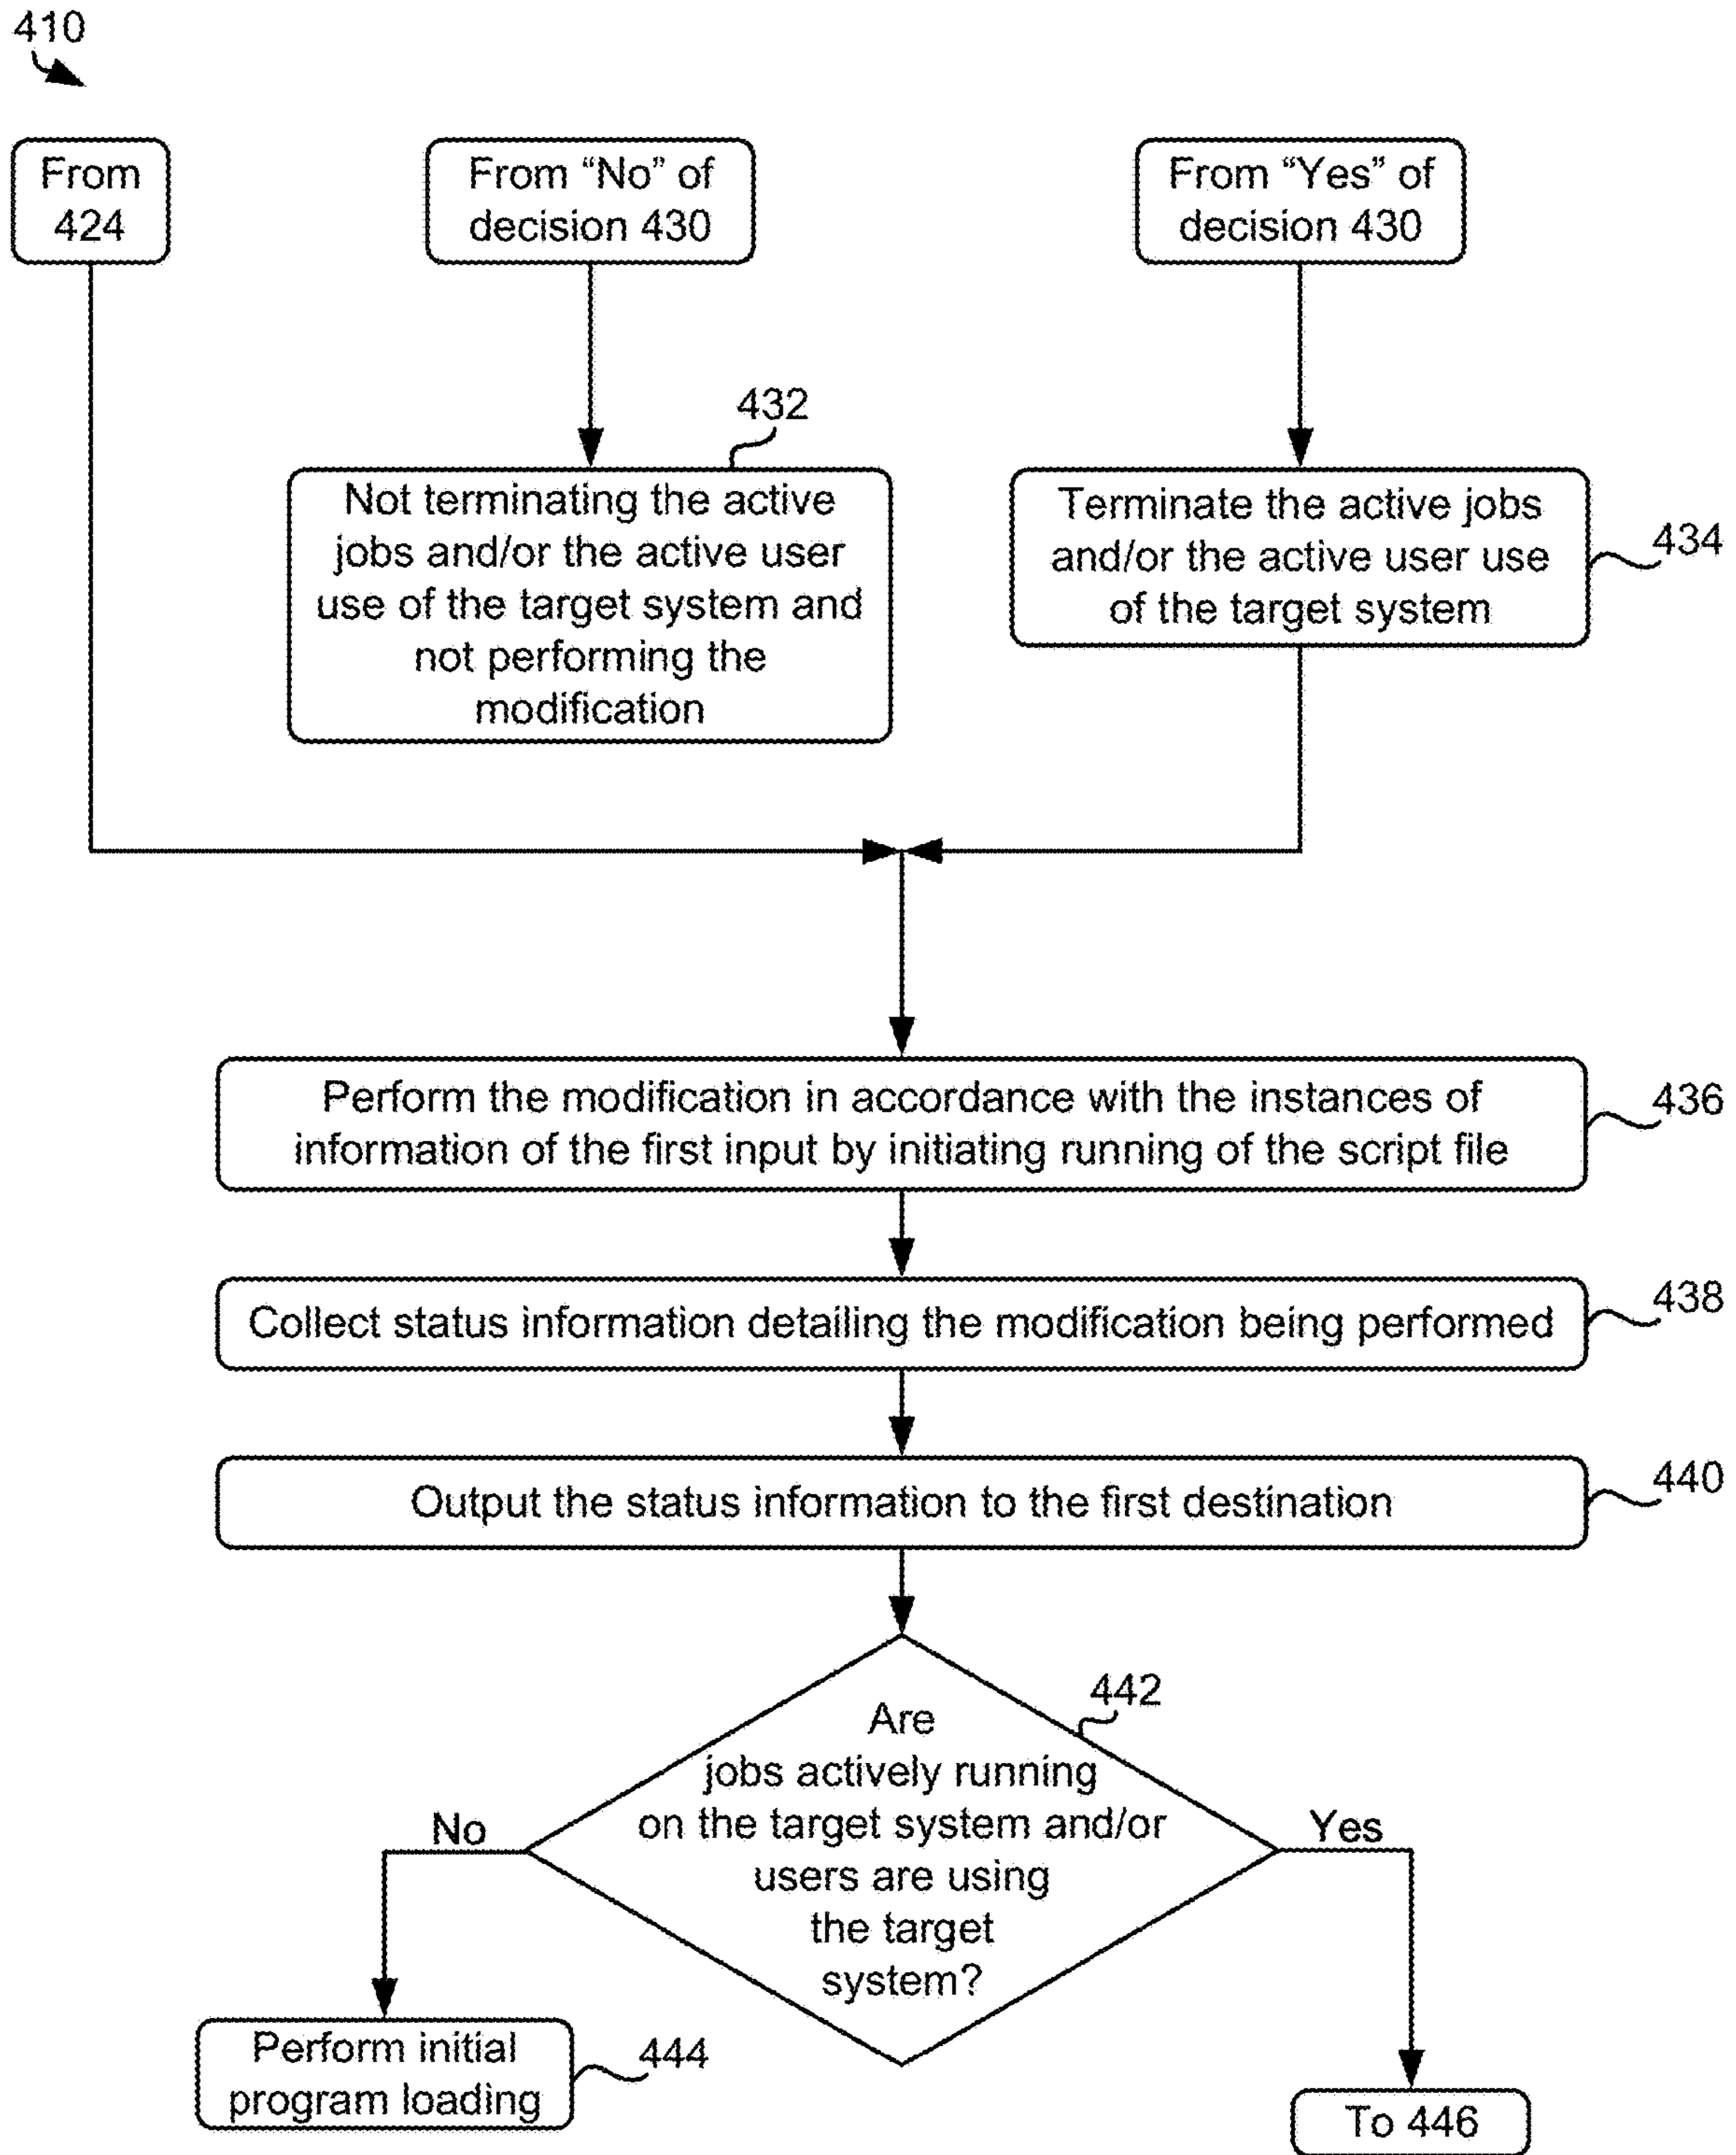 410
From
424
From “No” of
decision 430
From “Yes” of
decision 430
432
Not terminating the active
jobs and/or the active user
use of the target system and
not performing the
modification
Terminate the active jobs
and/or the active user use
of the target system
434
Perform the modification in accordance with the instances of
information of the first input by initiating running of the script file
436
Collect status information detailing the modification being performed
438
Output the status information to the first destination
440
442
Are
jobs actively running
on the target system and/or
users are using
the target
system?
No
Yes
Perform initial
program loading
444
To 446